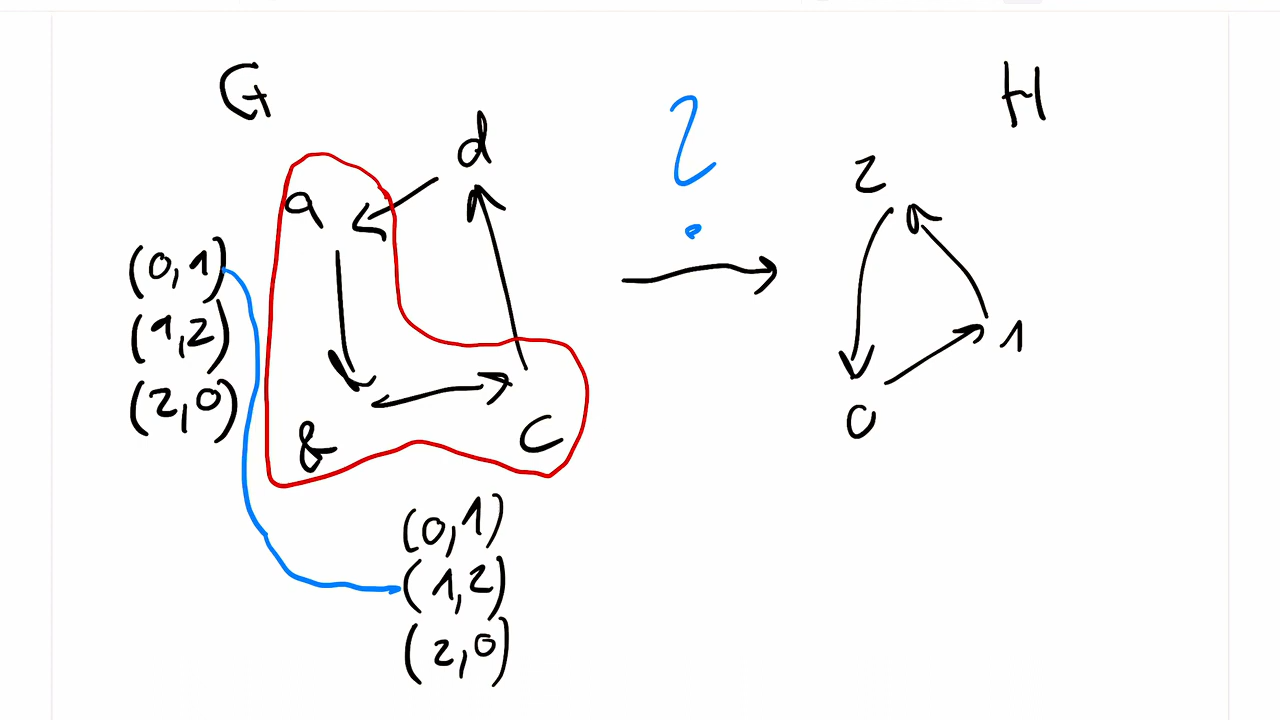 G
H
?
d
2
a
(0,1)
(1,2)
(2,0)
1
b
c
0
(0,1)
(1,2)
(2,0)